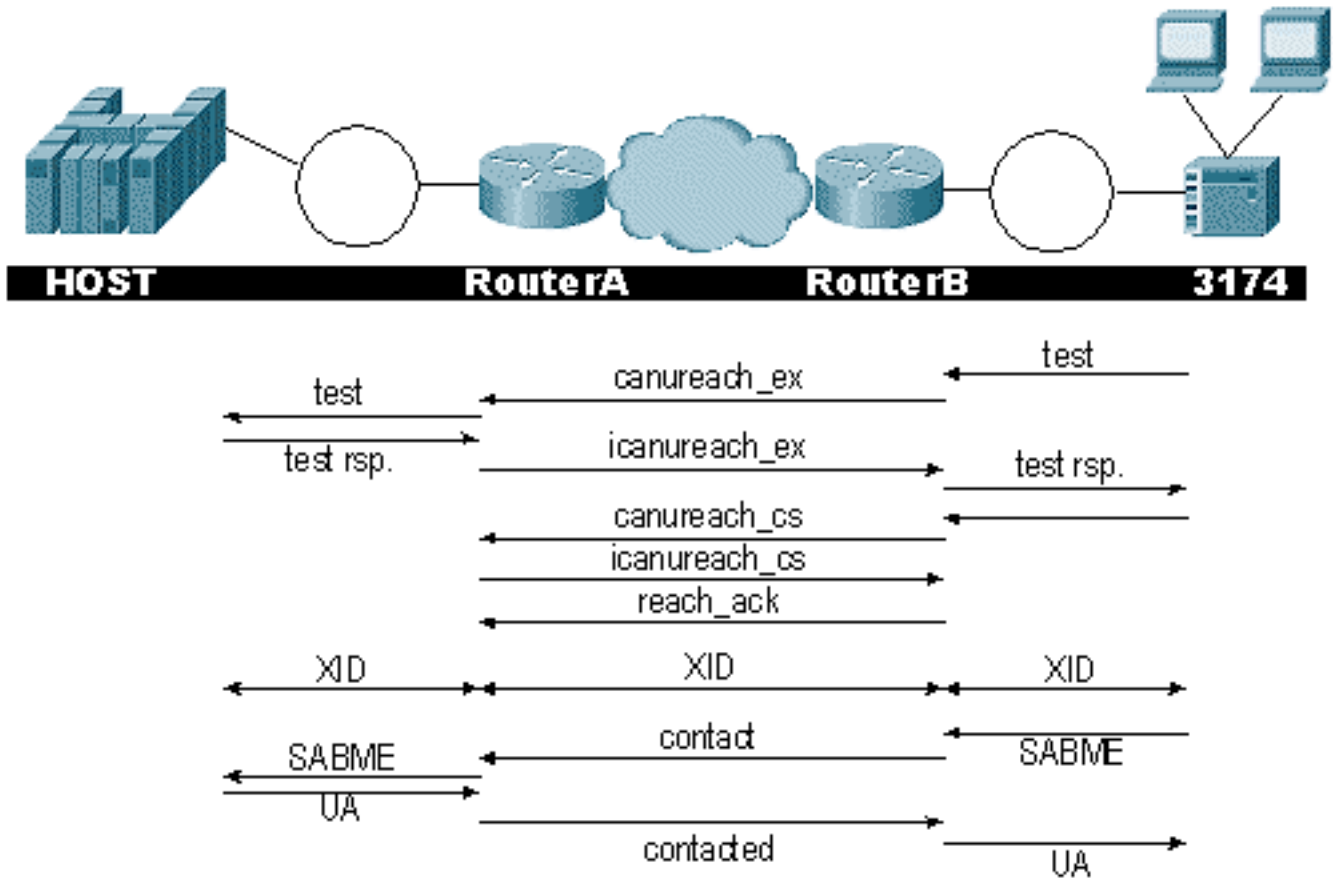 HOST RouterA RouterB 3174
test
canureach_ex
test
test rsp.
icanureach_ex
test rsp.
canureach_cs
icanureach_cs
reach_ack
XID XID XID
contact
SABME
SABME
UA
contacted
UA